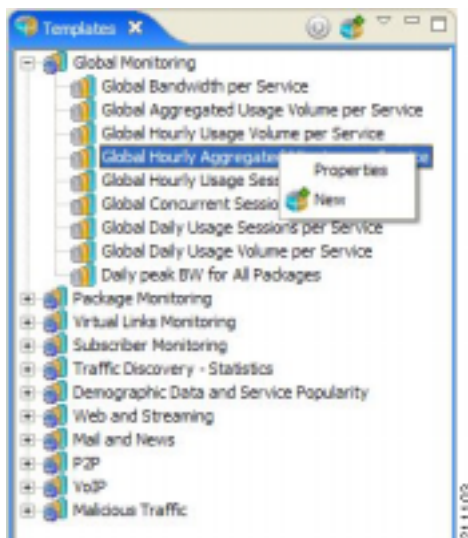 Templates
Global Monitoring
Global Bandwidth per Service
Global Aggregated Usage Volume per Service
Global Hourly Usage Volume per Service
Global Hourly Aggregated
Properties
Global Hourly Usage Sess
New
Global Concurrent Sessio
Global Daily Usage Sessions per Service
Global Daily Usage Volume per Service
Daily peak BW for All Packages
Package Monitoring
Virtual Links Monitoring
Subscriber Monitoring
Traffic Discovery - Statistics
Demographic Data and Service Popularity
Web and Streaming
Mail and News
P2P
VoIP
Malicious Traffic
211103